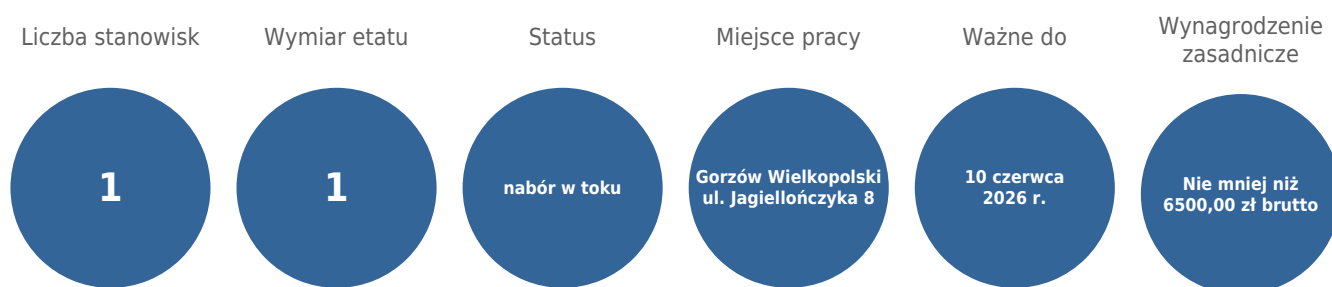 Liczba stanowisk
1
Wymiar etatu
1
Status
nabór w toku
Miejsce pracy
Gorzów Wielkopolski
ul. Jagiellończyka 8
Ważne do
10 czerwca
2026 r.
Wynagrodzenie
zasadnicze
Nie mniej niż
6500,00 zł brutto